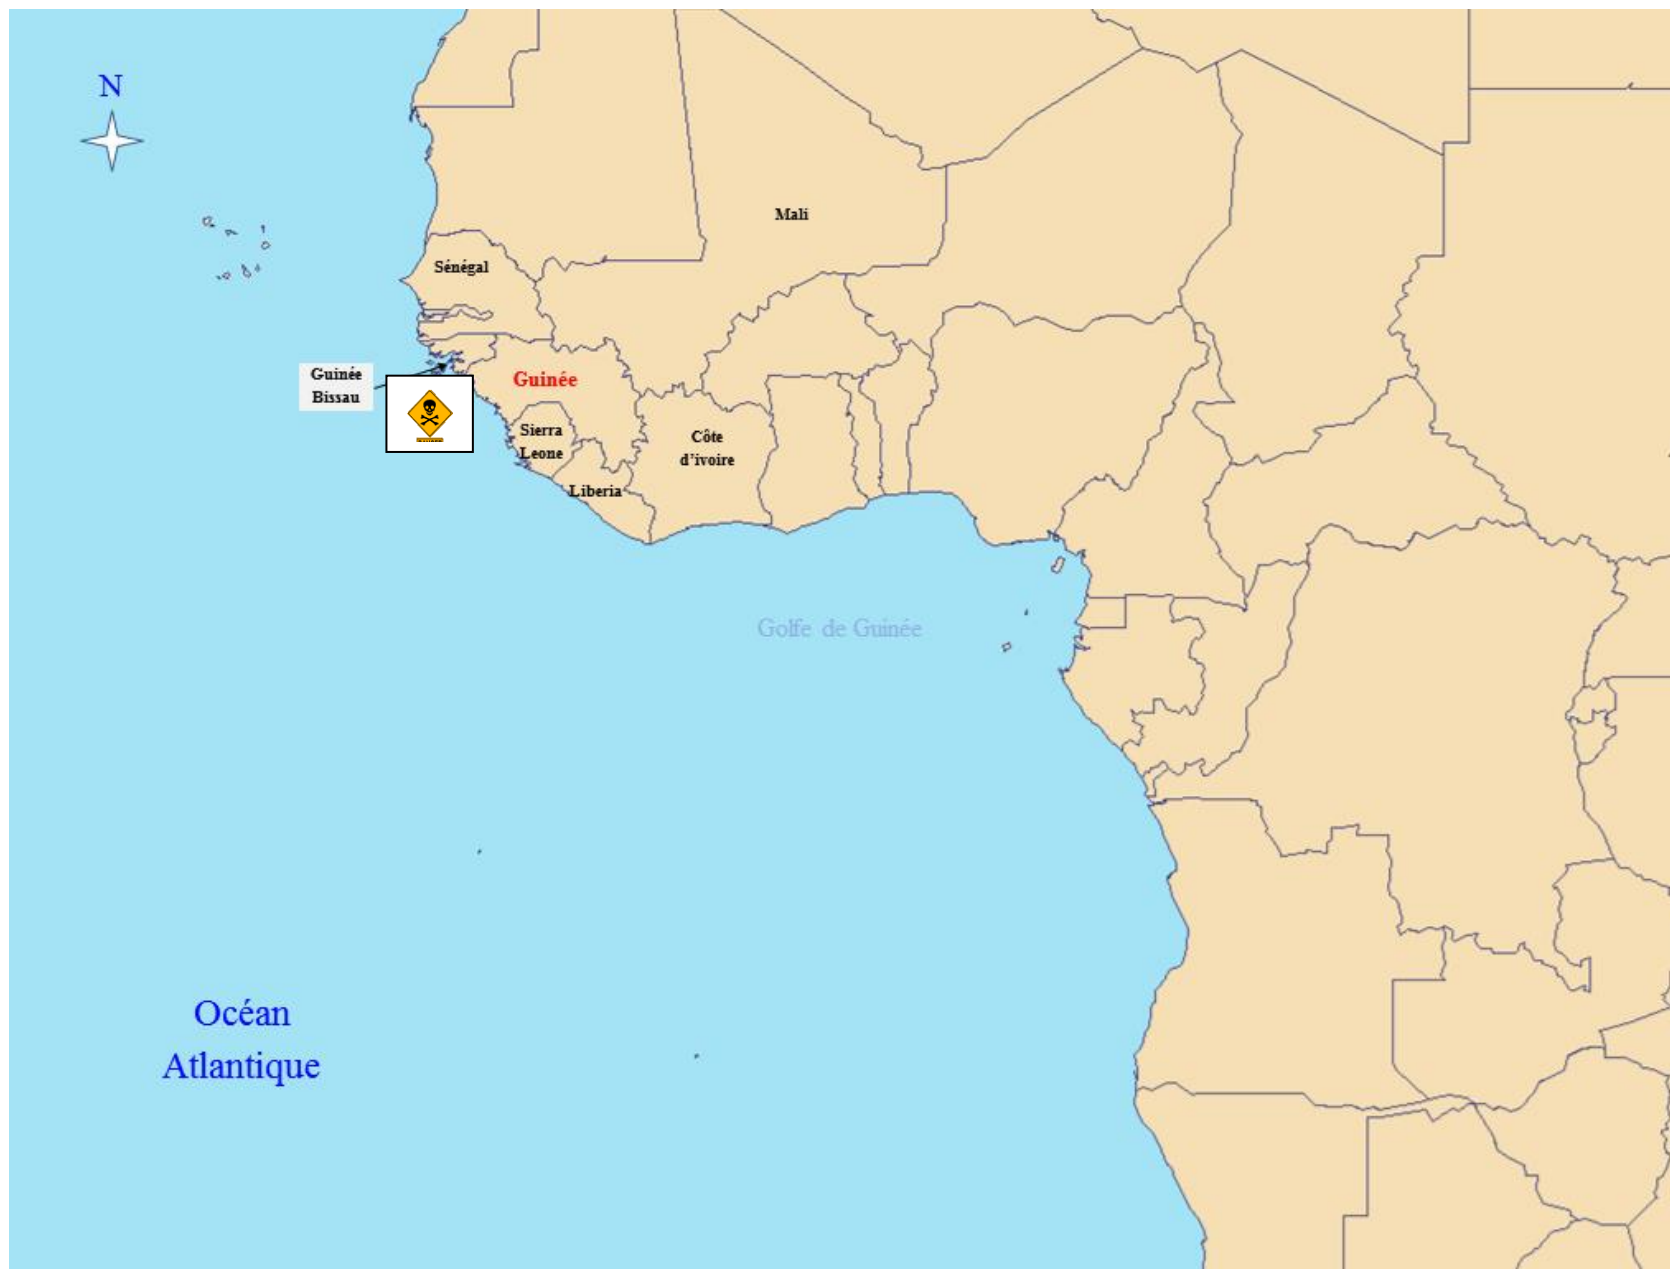 N
Mali
Sénégal
Guinée
Bissau
Guinée
Sierra
Leone
Côte
d'ivoire
Liberia
Golfe de Guinée
Océan
Atlantique